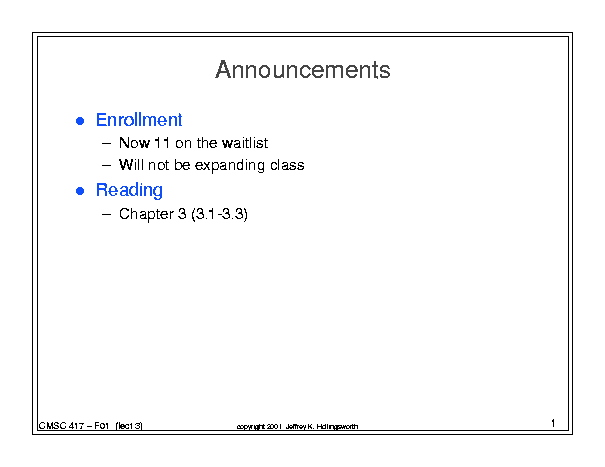 Announcements
● Enrollment
– Now 11 on the waitlist
– Will not be expanding class
● Reading
– Chapter 3 (3.1-3.3)
CMSC 417 – F01 (lect 3)
copyright 2001 Jeffrey K. Hollingsworth
1